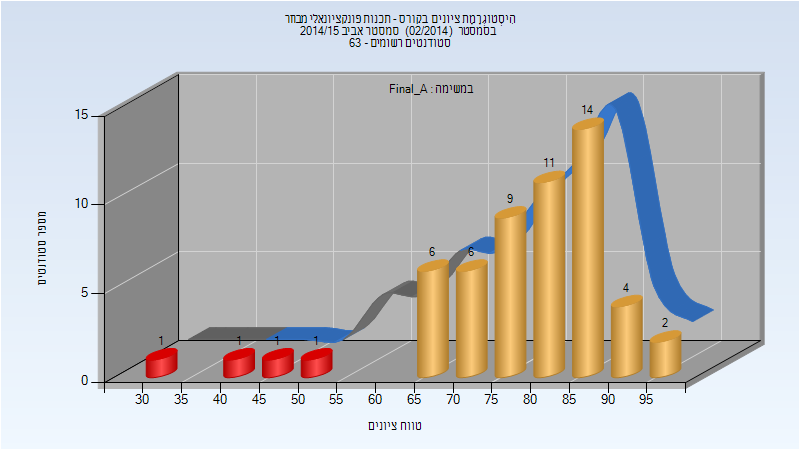 היסטוגרמת ציונים בקורס - תכנות פונקציונאלי מבוזר
בסמסטר (02/2014) סמסטר אביב 2014/15
סטודנטים רשומים - 63
במשימה : Final_A
15
10
5
0
מספר סטודנטים
1
1
1
1
6
6
9
11
14
4
2
30 35 40 45 50 55 60 65 70 75 80 85 90 95
טווח ציונים